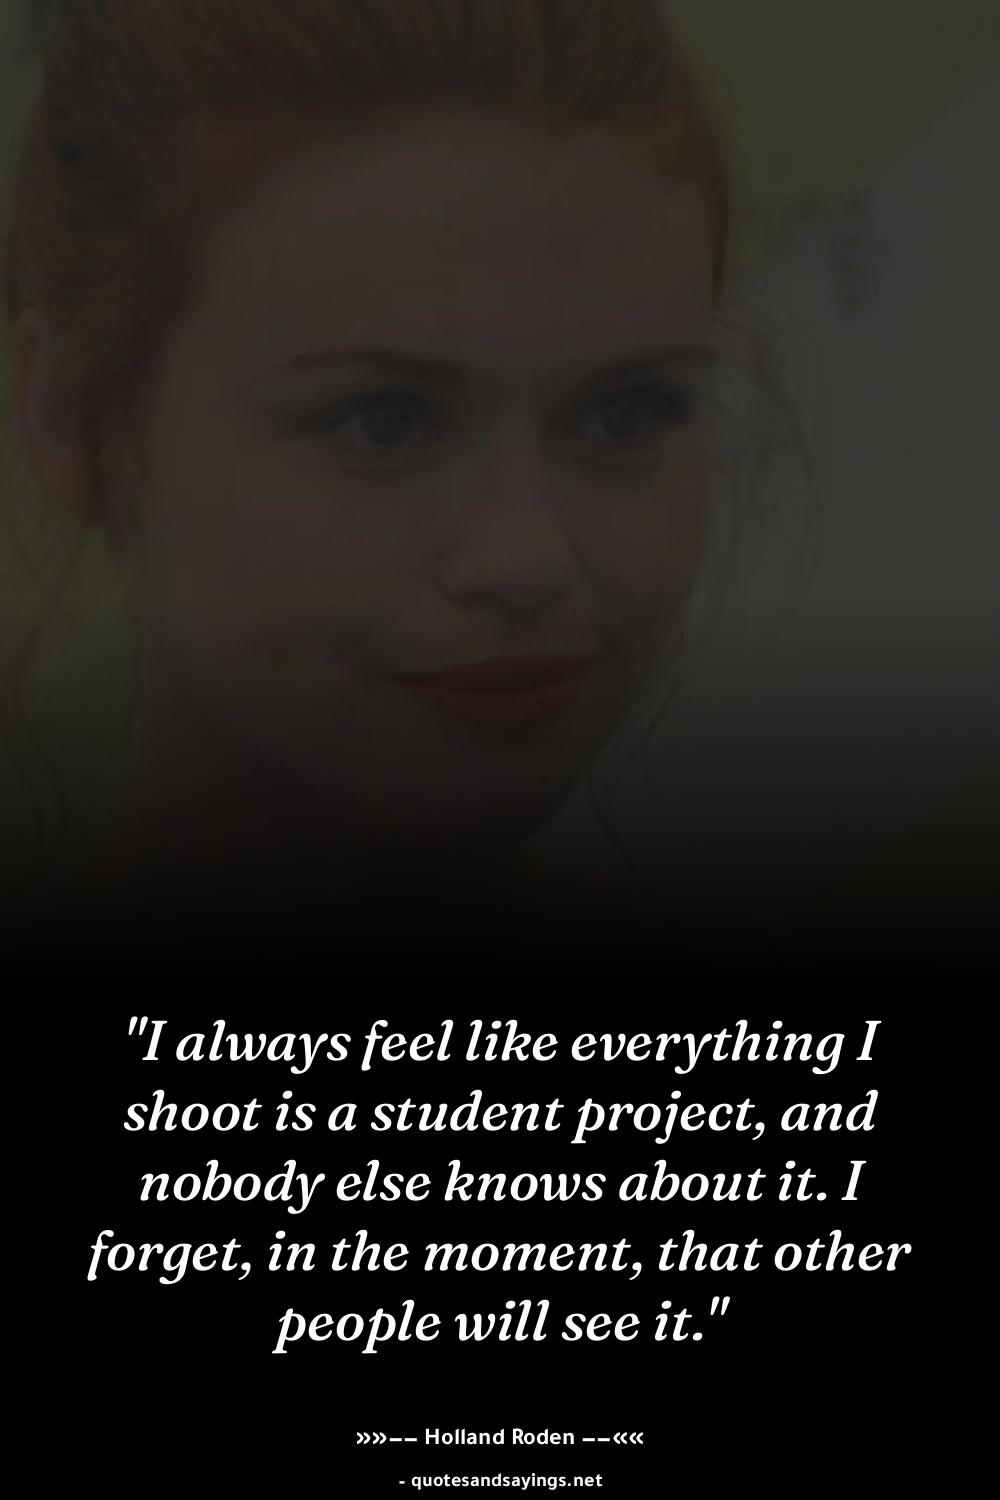 "I always feel like everything I
shoot is a student project, and
nobody else knows about it. I
forget, in the moment, that other
people will see it."
»»−− Holland Roden −−««
- quotesandsayings.net